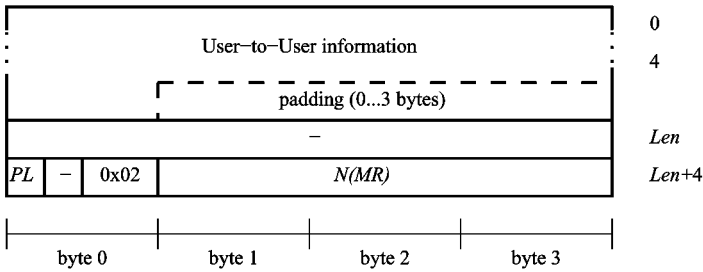 0
User−to−User information
4
padding (0...3 bytes)
− Len
PL − 0x02 N(MR) Len+4
byte 0 byte 1 byte 2 byte 3